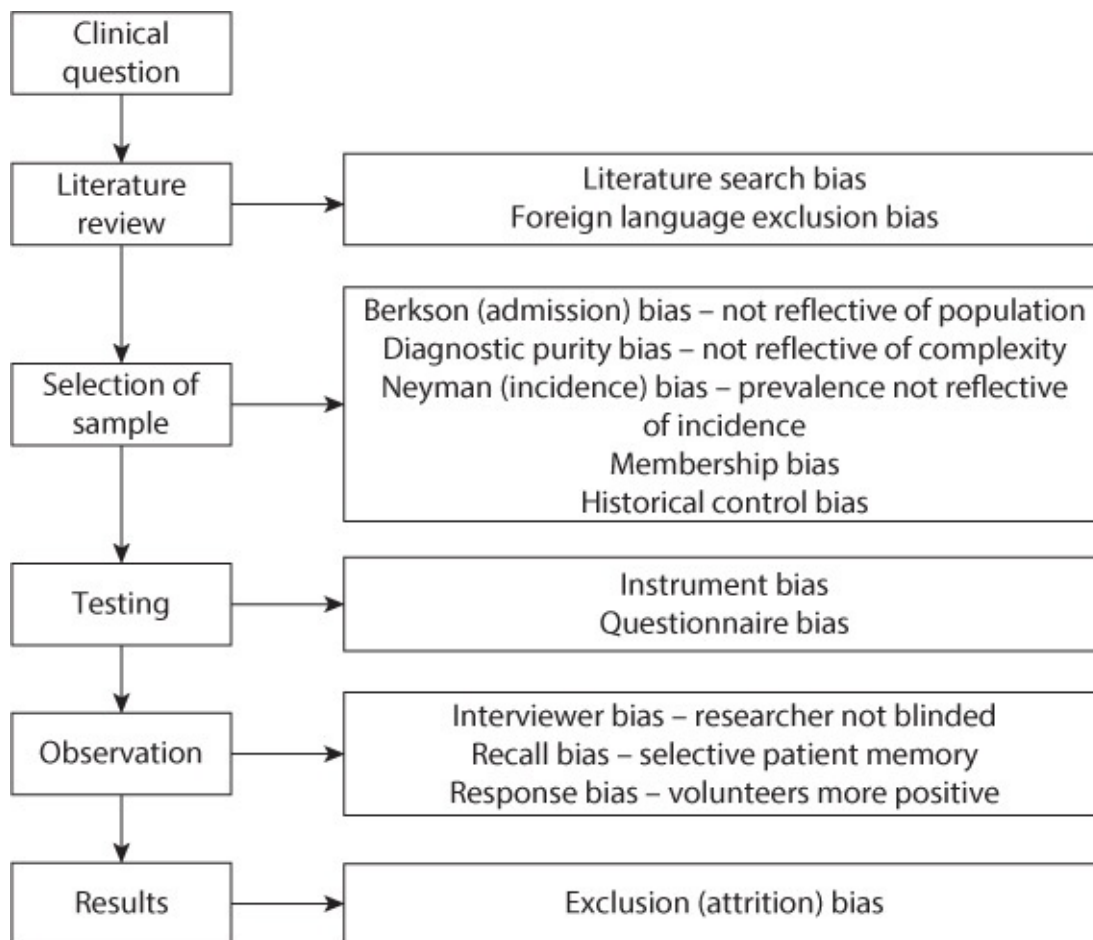 Clinical
question
Literature
review
Literature search bias
Foreign language exclusion bias
Selection of
sample
Berkson (admission) bias – not reflective of population
Diagnostic purity bias – not reflective of complexity
Neyman (incidence) bias – prevalence not reflective
of incidence
Membership bias
Historical control bias
Testing
Instrument bias
Questionnaire bias
Observation
Interviewer bias – researcher not blinded
Recall bias – selective patient memory
Response bias – volunteers more positive
Results
Exclusion (attrition) bias